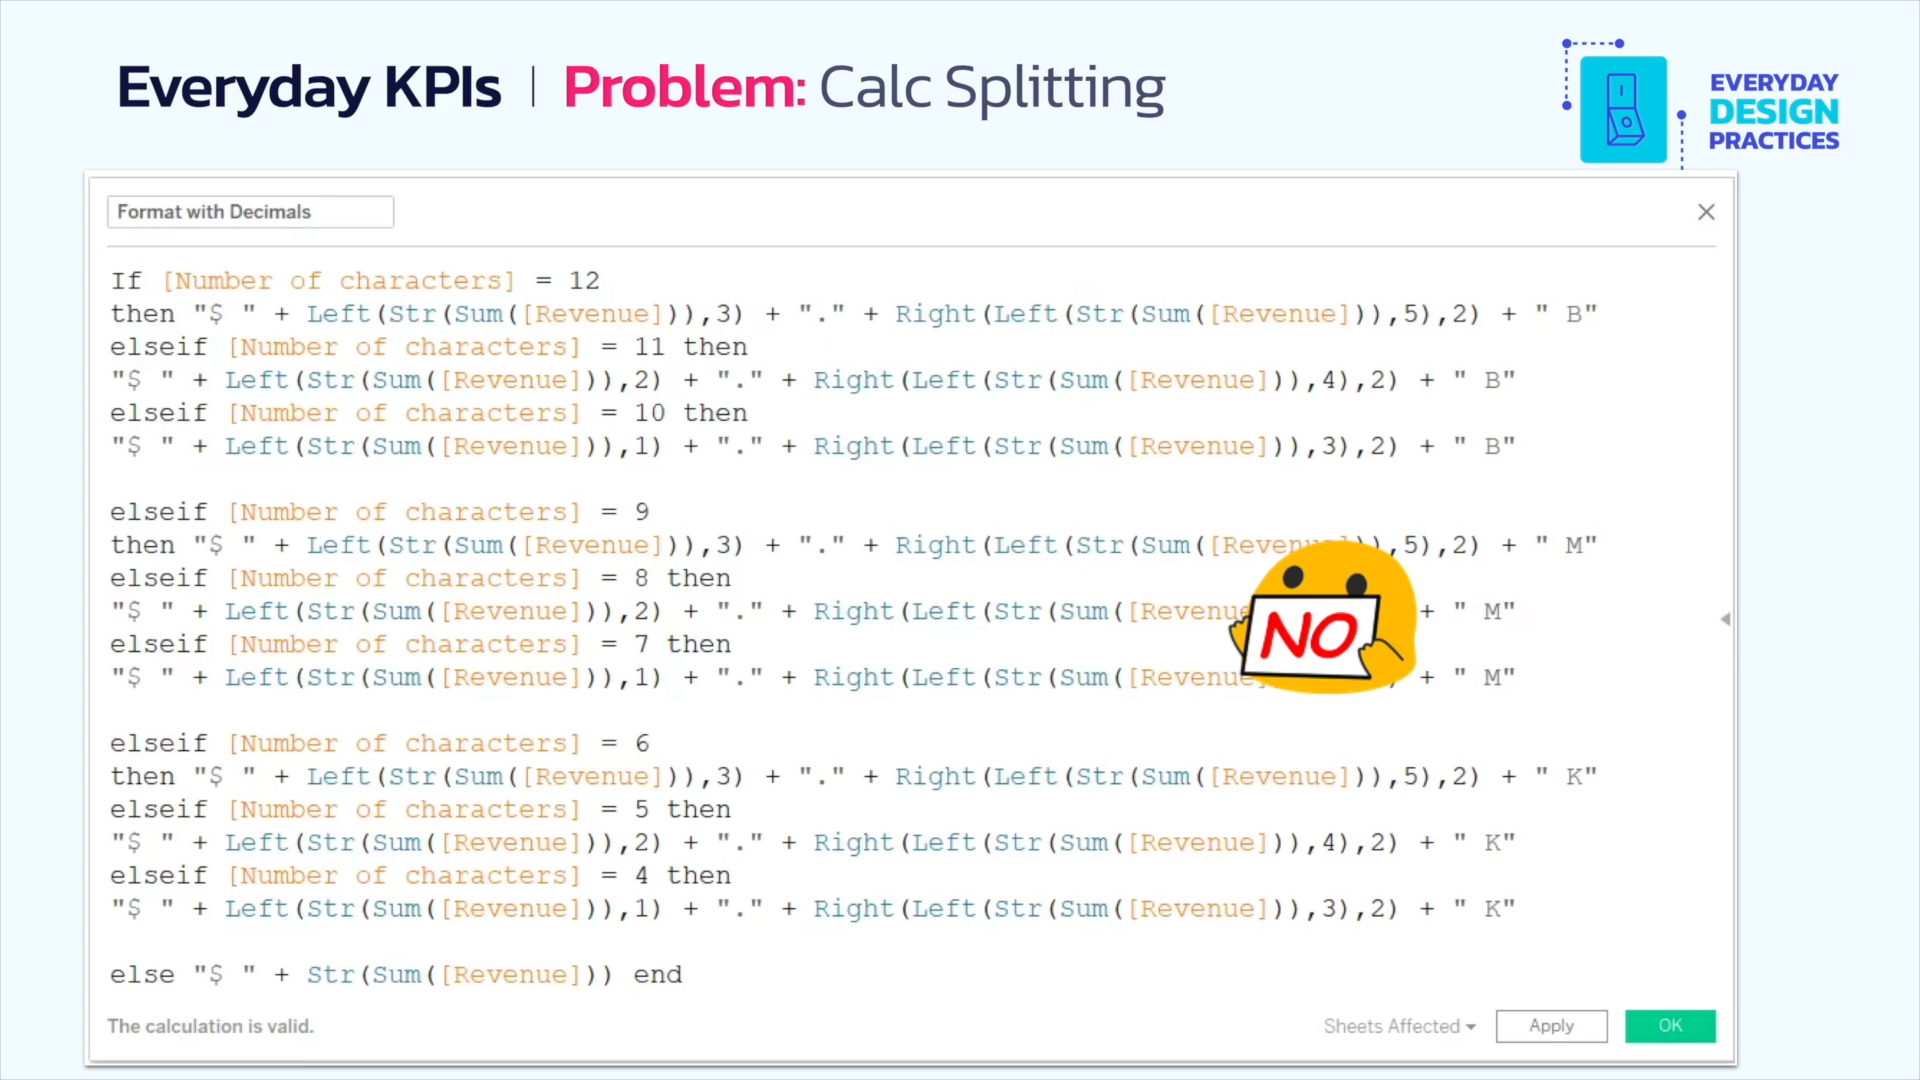 Everyday KPIs | Problem: Calc Splitting
EVERYDAY
DESIGN
PRACTICES
Format with Decimals
If [Number of characters] = 12
then "$ " + Left(Str(Sum([Revenue])),3) + "." + Right(Left(Str(Sum([Revenue])),5),2) + " B"
elseif [Number of characters] = 11 then
"$ " + Left(Str(Sum([Revenue])),2) + "." + Right(Left(Str(Sum([Revenue])),4),2) + " B"
elseif [Number of characters] = 10 then
"$ " + Left(Str(Sum([Revenue])),1) + "." + Right(Left(Str(Sum([Revenue])),3),2) + " B"
elseif [Number of characters] = 9
then "$ " + Left(Str(Sum([Revenue])),3) + "." + Right(Left(Str(Sum([Revenue])),5),2) + " M"
elseif [Number of characters] = 8 then
"$ " + Left(Str(Sum([Revenue])),2) + "." + Right(Left(Str(Sum([Revenue + " M"
NO
elseif [Number of characters] = 7 then
"$ " + Left(Str(Sum([Revenue])),1) + "." + Right(Left(Str(Sum([Revenue + " M"
elseif [Number of characters] = 6
then "$ " + Left(Str(Sum([Revenue])),3) + "." + Right(Left(Str(Sum([Revenue])),5),2) + " K"
elseif [Number of characters] = 5 then
"$ " + Left(Str(Sum([Revenue])),2) + "." + Right(Left(Str(Sum([Revenue])),4),2) + " K"
elseif [Number of characters] = 4 then
"$ " + Left(Str(Sum([Revenue])),1) + "." + Right(Left(Str(Sum([Revenue])),3),2) + " K"
else "$ " + Str(Sum([Revenue])) end
The calculation is valid.
Sheets Affected
Apply
OK